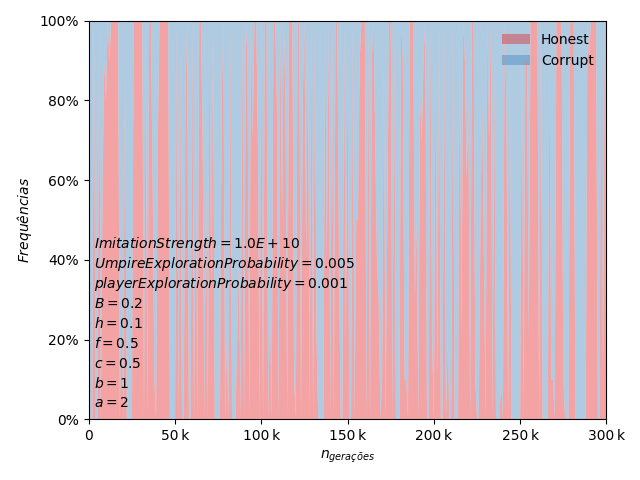 100%
80%
60%
40%
20%
0%
Frequências
Honest
Corrupt
ImitationStrength = 1.0E + 10
UmpireExplorationProbability = 0.005
playerExplorationProbability = 0.001
B = 0.2
h = 0.1
f = 0.5
c = 0.5
b = 1
a = 2
0 50 k 100 k 150 k 200 k 250 k 300 k
n_gerações